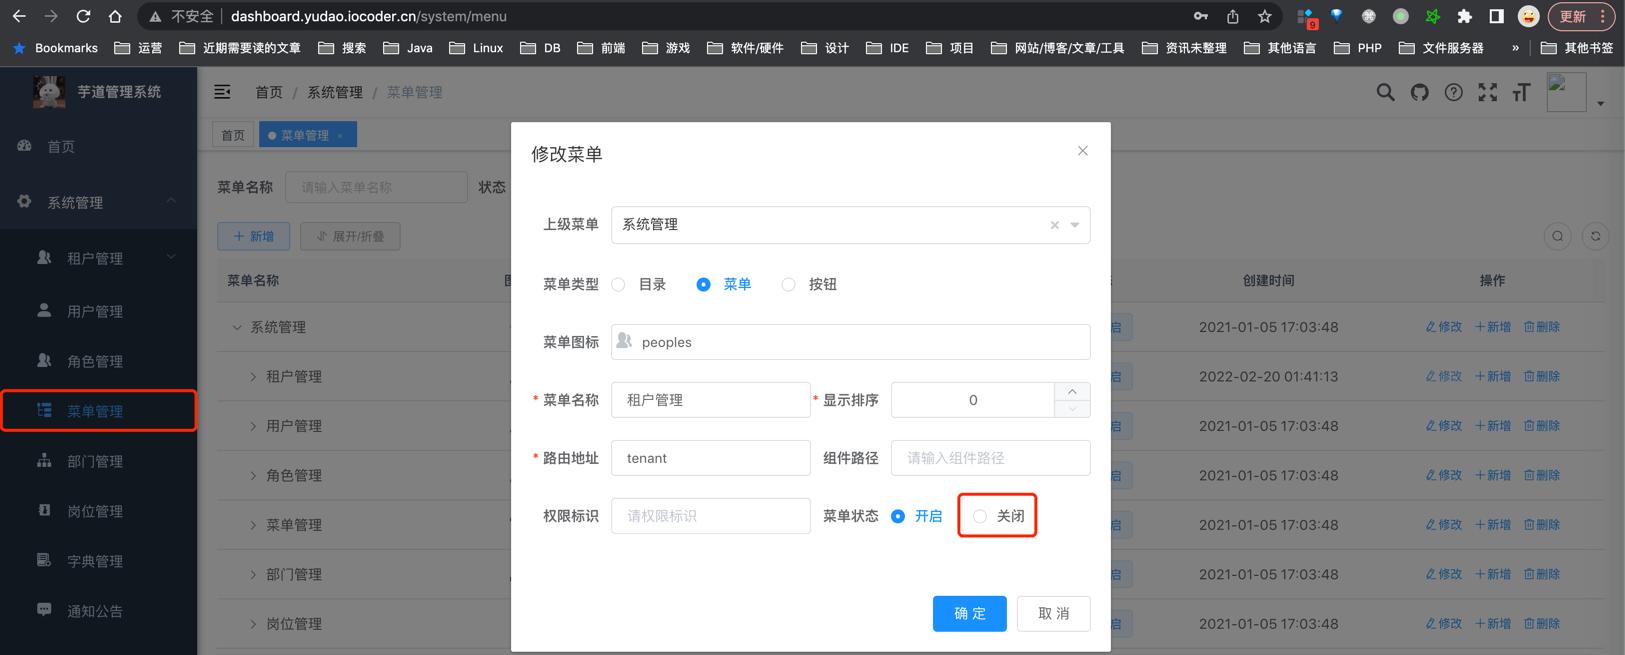 不安全 dashboard.yudao.iocoder.cn/system/menu 9 更新
Bookmarks 运营 近期需要读的文章 搜索 Java Linux DB 前端 游戏 软件/硬件 设计 IDE 项目 网站/博客/文章/工具 资讯未整理 其他语言 PHP 文件服务器 » 其他书签
芋道管理系统
首页 / 系统管理 / 菜单管理
首页
菜单管理 ×
首页
系统管理
租户管理
用户管理
角色管理
菜单管理
部门管理
岗位管理
字典管理
通知公告
菜单名称 请输入菜单名称 状态
+ 新增 展开/折叠
菜单名称 创建时间 操作
系统管理 启 2021-01-05 17:03:48 修改 +新增 删除
租户管理 启 2022-02-20 01:41:13 修改 +新增 删除
用户管理 启 2021-01-05 17:03:48 修改 +新增 删除
角色管理 启 2021-01-05 17:03:48 修改 +新增 删除
菜单管理 启 2021-01-05 17:03:48 修改 +新增 删除
部门管理 启 2021-01-05 17:03:48 修改 +新增 删除
岗位管理 启 2021-01-05 17:03:48 修改 +新增 删除
修改菜单
上级菜单 系统管理
菜单类型 目录 菜单 按钮
菜单图标 peoples
* 菜单名称 租户管理 * 显示排序 0
* 路由地址 tenant 组件路径 请输入组件路径
权限标识 请权限标识 菜单状态 开启 关闭
确 定 取 消